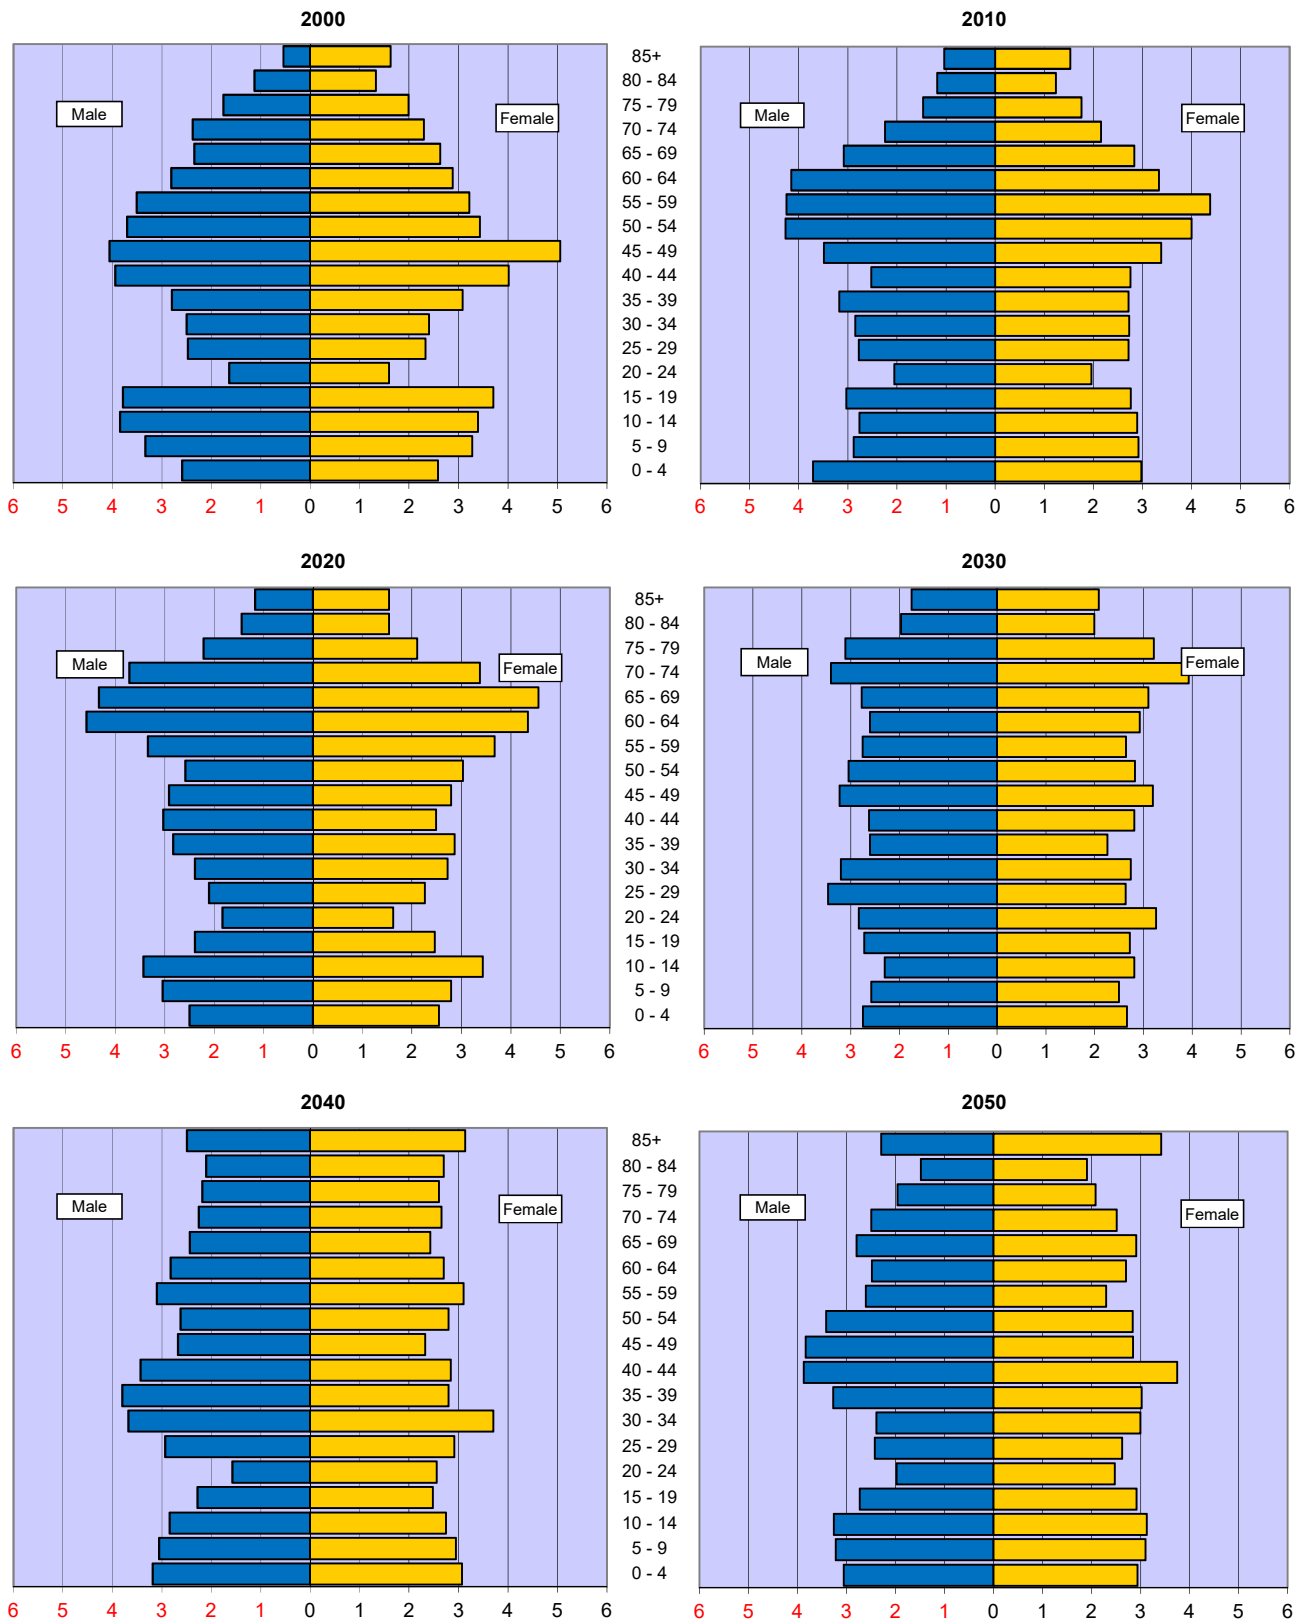 2000
2010
85+
80 - 84
75 - 79
70 - 74
65 - 69
60 - 64
55 - 59
50 - 54
45 - 49
40 - 44
35 - 39
30 - 34
25 - 29
20 - 24
15 - 19
10 - 14
5 - 9
0 - 4
Male
Female
Male
Female
6 5 4 3 2 1 0 1 2 3 4 5 6
6 5 4 3 2 1 0 1 2 3 4 5 6
2020
2030
85+
80 - 84
75 - 79
70 - 74
65 - 69
60 - 64
55 - 59
50 - 54
45 - 49
40 - 44
35 - 39
30 - 34
25 - 29
20 - 24
15 - 19
10 - 14
5 - 9
0 - 4
Male
Female
Male
Female
6 5 4 3 2 1 0 1 2 3 4 5 6
6 5 4 3 2 1 0 1 2 3 4 5 6
2040
2050
85+
80 - 84
75 - 79
70 - 74
65 - 69
60 - 64
55 - 59
50 - 54
45 - 49
40 - 44
35 - 39
30 - 34
25 - 29
20 - 24
15 - 19
10 - 14
5 - 9
0 - 4
Male
Female
Male
Female
6 5 4 3 2 1 0 1 2 3 4 5 6
6 5 4 3 2 1 0 1 2 3 4 5 6